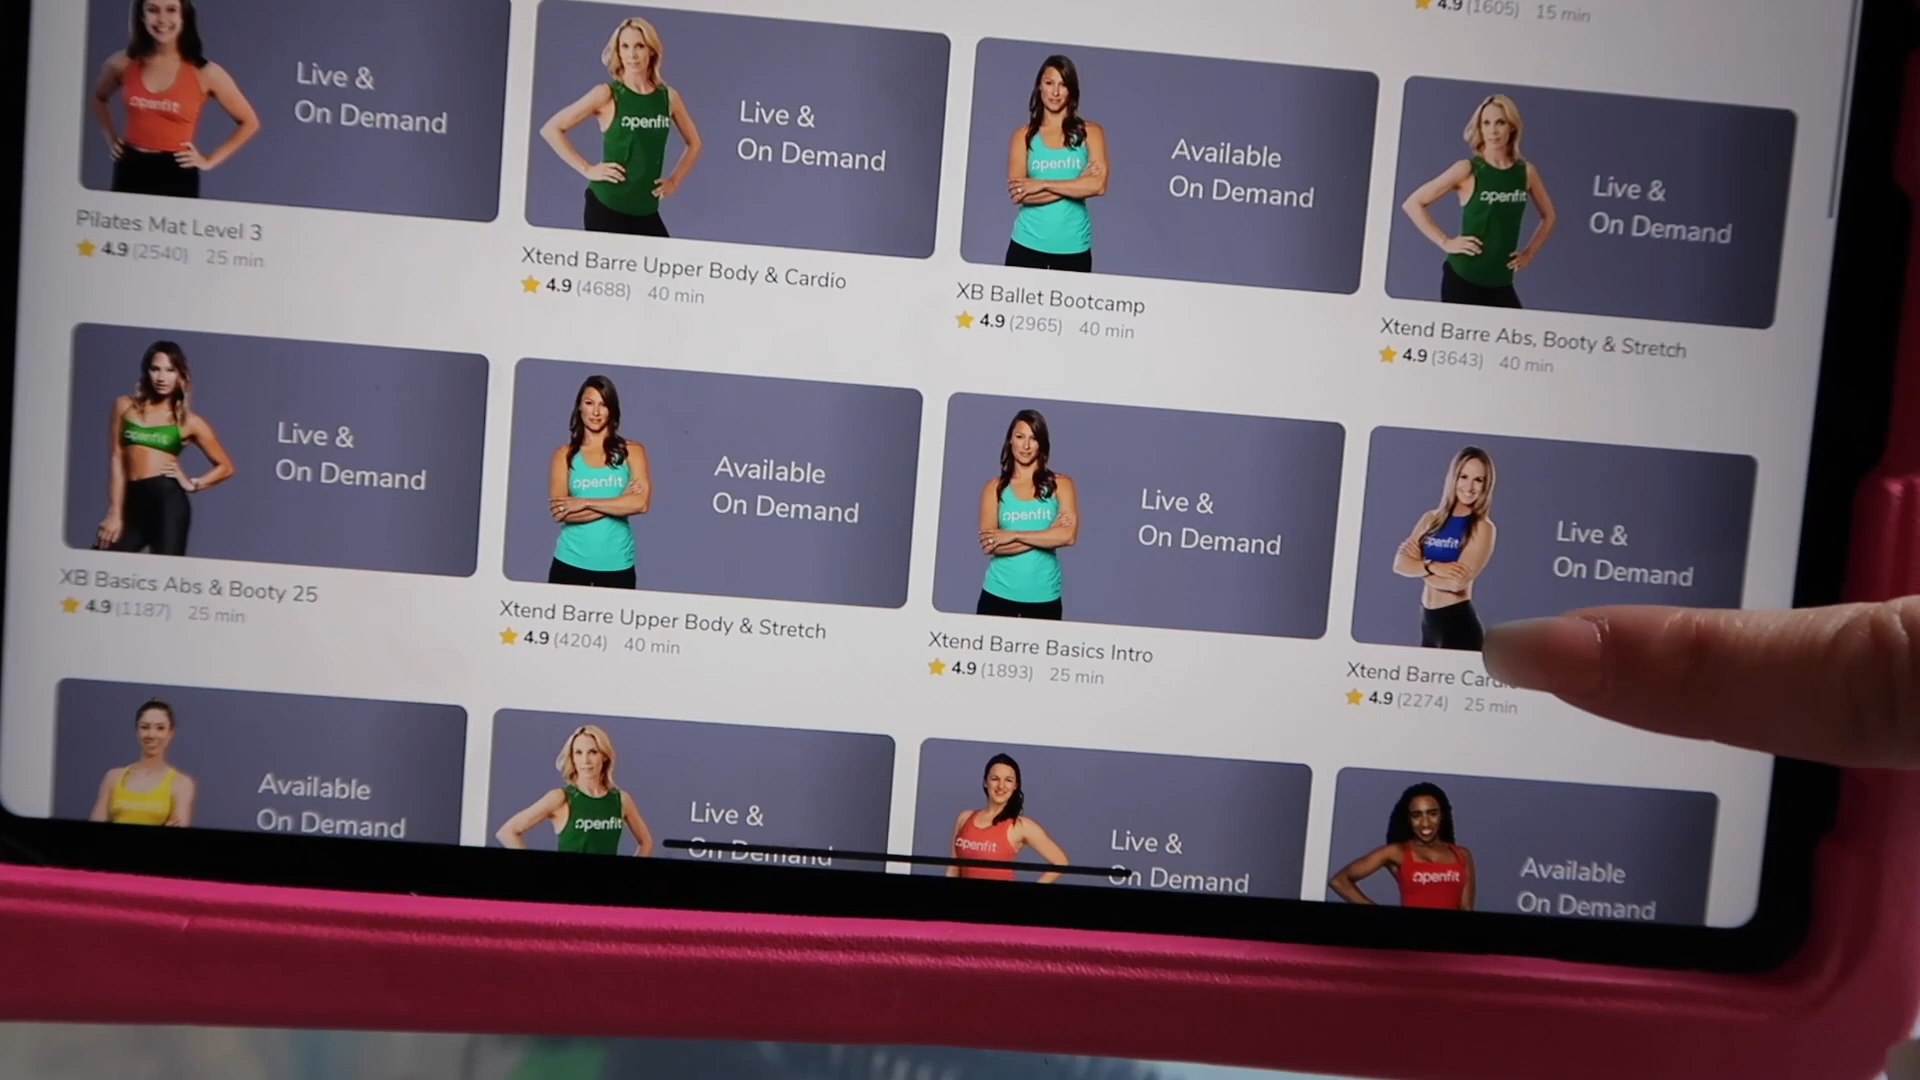 4.9 (1605) 15 min
openfit
Live &
On Demand
Pilates Mat Level 3
4.9 (2540) 25 min
openfit
Live &
On Demand
Xtend Barre Upper Body & Cardio
4.9 (4688) 40 min
openfit
Available
On Demand
XB Ballet Bootcamp
4.9 (2965) 40 min
openfit
Live &
On Demand
Xtend Barre Abs, Booty & Stretch
4.9 (3643) 40 min
openfit
Live &
On Demand
XB Basics Abs & Booty 25
4.9 (1187) 25 min
openfit
Available
On Demand
Xtend Barre Upper Body & Stretch
4.9 (4204) 40 min
openfit
Live &
On Demand
Xtend Barre Basics Intro
4.9 (1893) 25 min
openfit
Live &
On Demand
Xtend Barre
4.9 (2274) 25 min
Available
On Demand
openfit
Live &
On Demand
openfit
Live &
On Demand
openfit
Available
On Demand